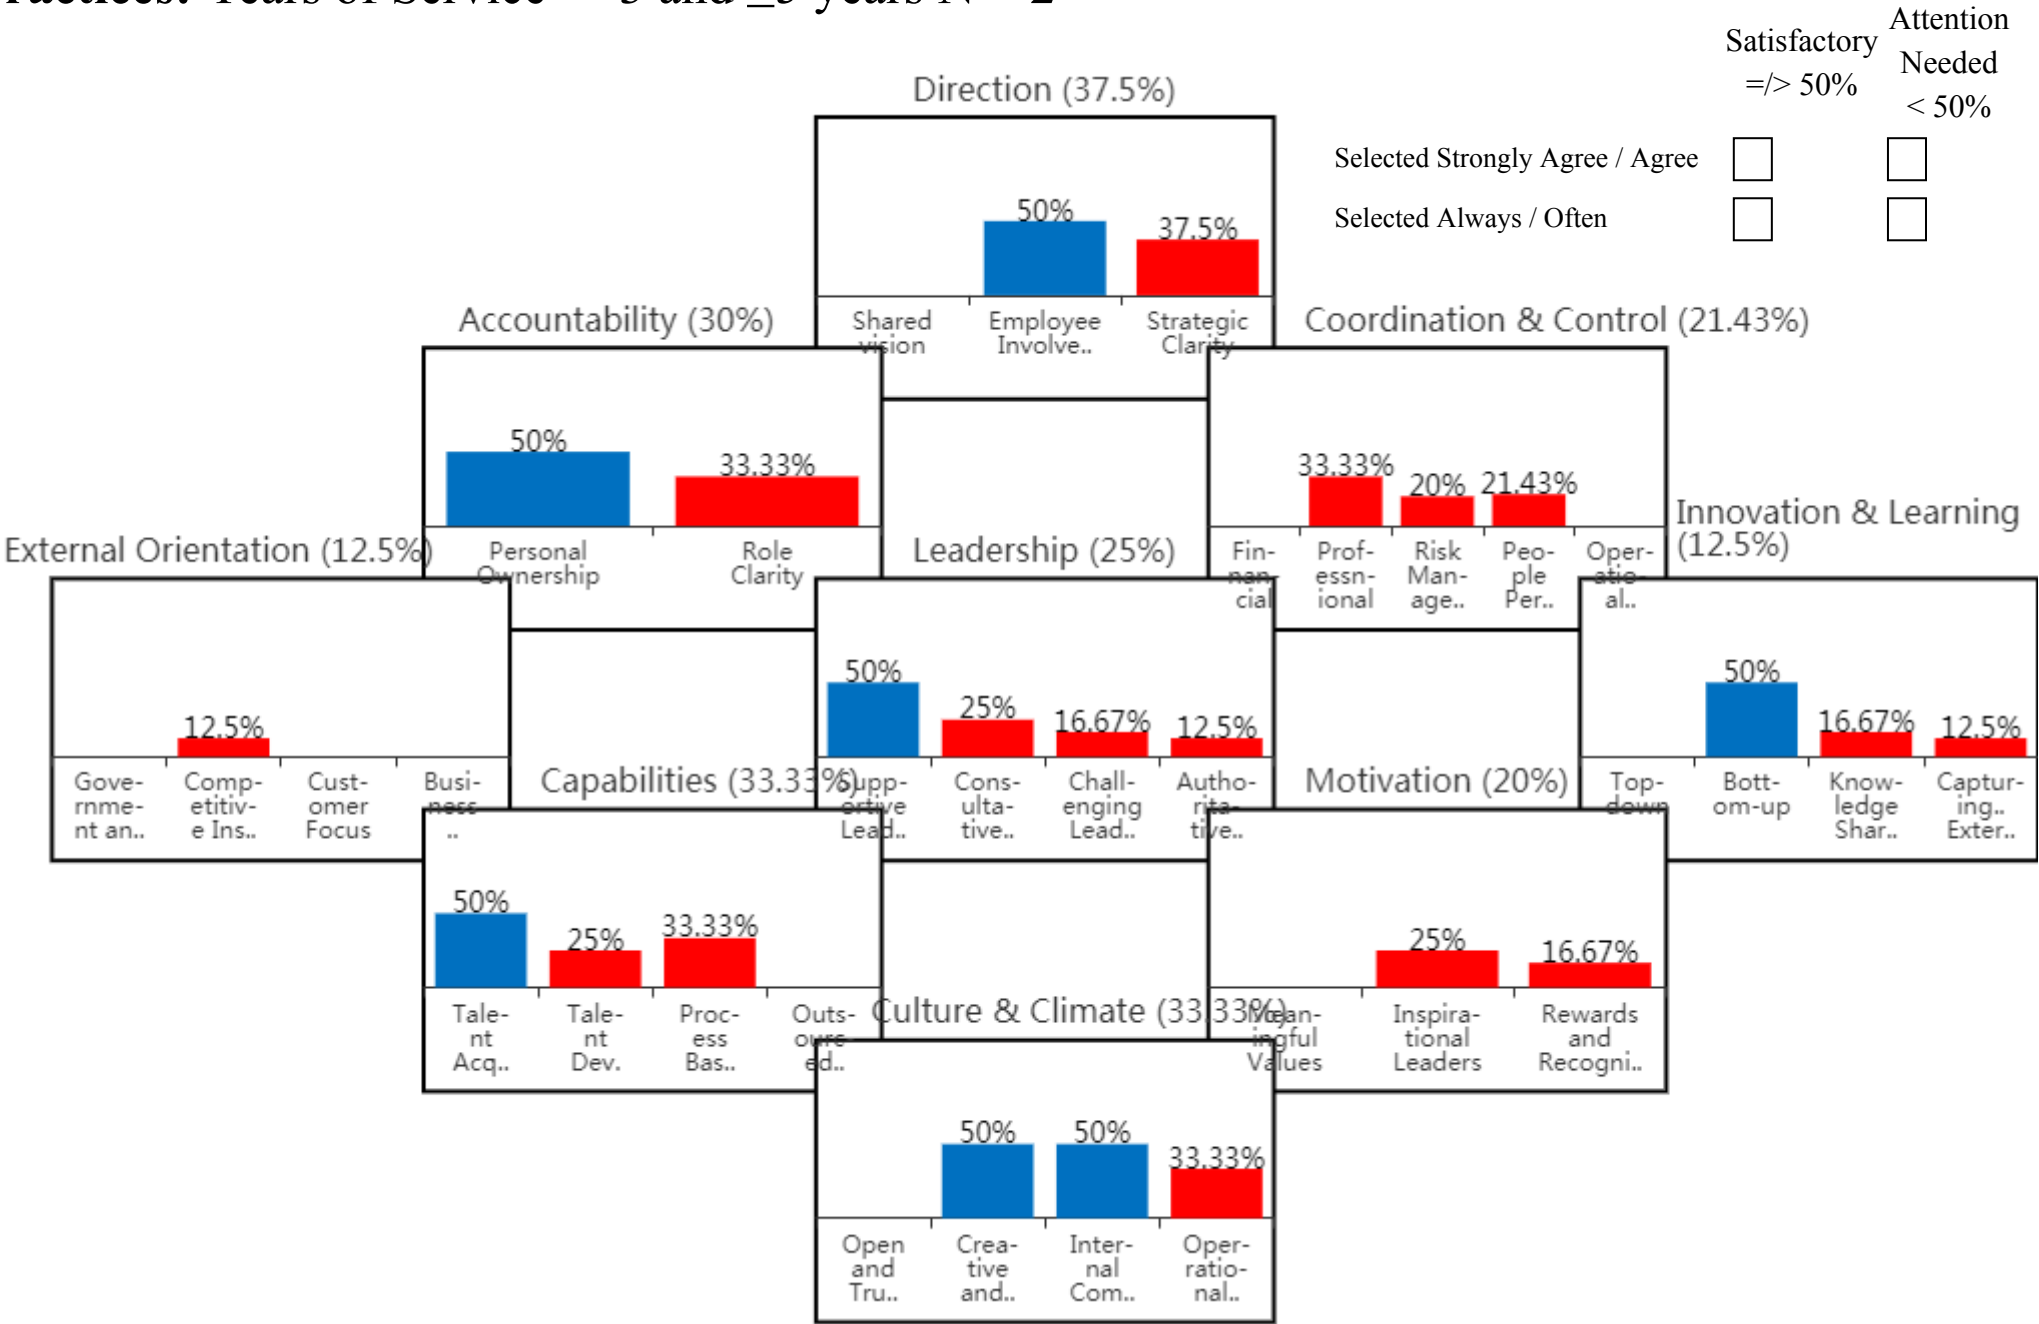 Years of Service
Satisfactory
=/> 50%
Attention
Needed
< 50%
Selected Strongly Agree / Agree
Selected Always / Often
Direction (37.5%)
50%
37.5%
Shared
vision
Employee
Involve..
Strategic
Clarity
Accountability (30%)
50%
33.33%
Personal
Ownership
Role
Clarity
Coordination & Control (21.43%)
33.33%
20%
21.43%
Fin-
nan-
cial
Prof-
essn-
ional
Risk
Man-
age..
Peo-
ple
Per..
Oper-
atio-
al..
External Orientation (12.5%)
12.5%
Gove-
rnme-
nt an..
Comp-
etitiv-
e Ins..
Cust-
omer
Focus
Busi-
ness
..
Leadership (25%)
50%
25%
16.67%
12.5%
Supp-
ortive
Lead..
Cons-
ulta-
tive..
Chall-
enging
Lead..
Autho-
rita-
tive..
Innovation & Learning
(12.5%)
50%
16.67%
12.5%
Top-
down
Bott-
om-up
Know-
ledge
Shar..
Captur-
ing..
Exter..
Capabilities (33.33%)
50%
25%
33.33%
Tale-
nt
Acq..
Tale-
nt
Dev.
Proc-
ess
Bas..
Outs-
ourc-
ed..
Motivation (20%)
25%
16.67%
Mean-
ingful
Values
Inspira-
tional
Leaders
Rewards
and
Recogni..
Culture & Climate (33.33%)
50%
50%
33.33%
Open
and
Tru..
Crea-
tive
and..
Inter-
nal
Com..
Oper-
ratio-
nal..